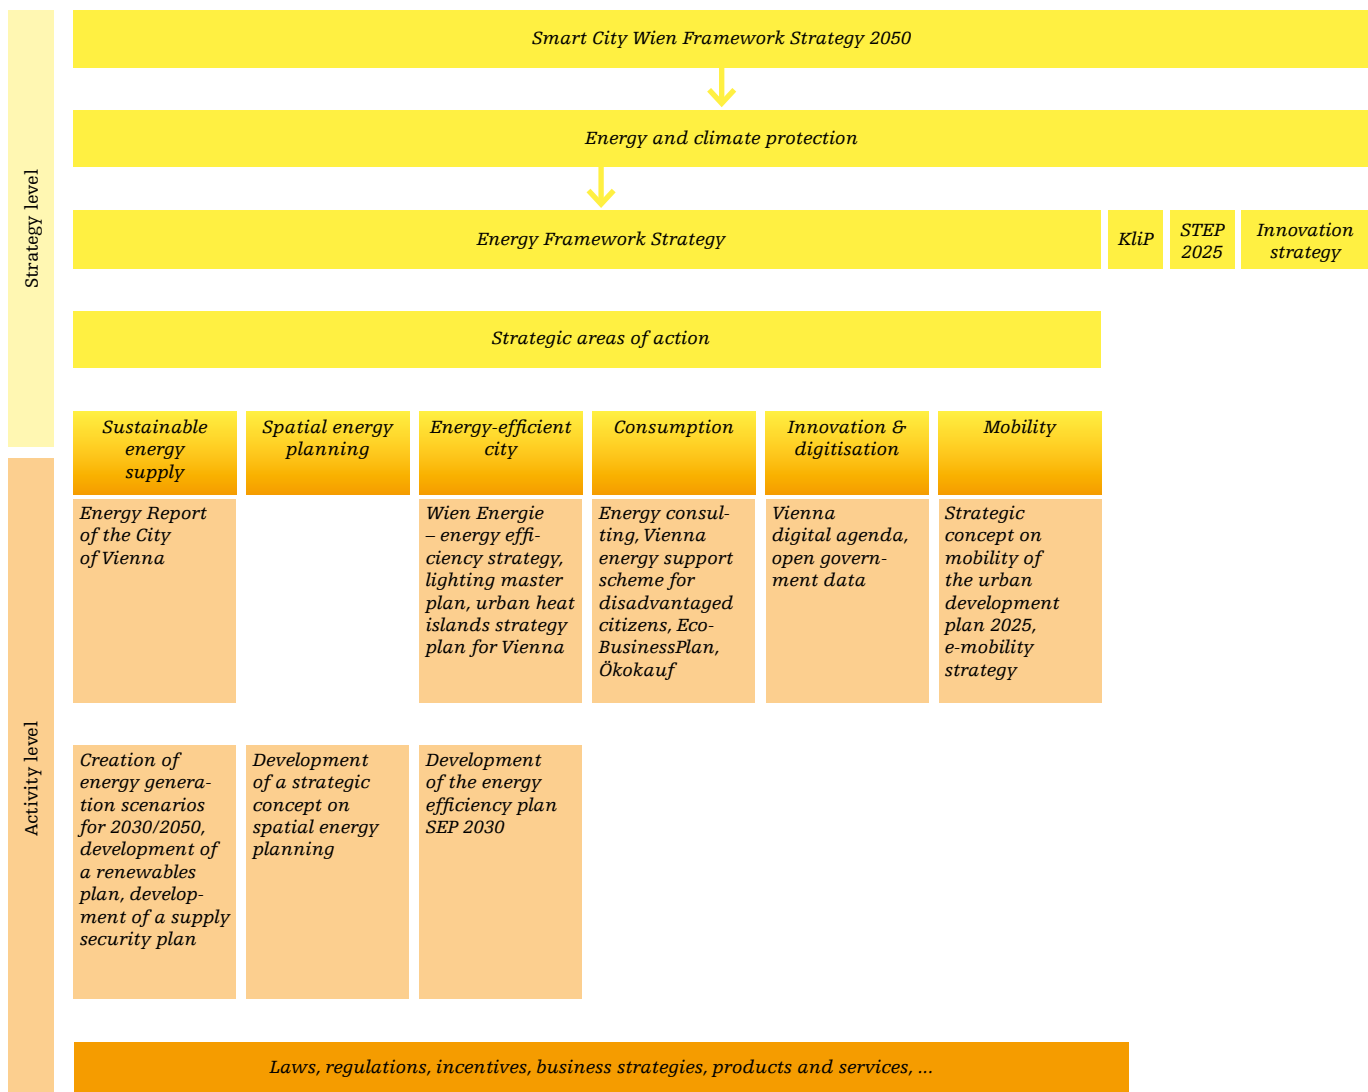 Smart City Wien Framework Strategy 2050
Energy and climate protection
Strategy level
Energy Framework Strategy
KliP
STEP
2025
Innovation
strategy
Strategic areas of action
Sustainable
energy
supply
Spatial energy
planning
Energy-efficient
city
Consumption
Innovation &
digitisation
Mobility
Activity level
Energy Report
of the City
of Vienna
Wien Energie
– energy effi-
ciency strategy,
lighting master
plan, urban heat
islands strategy
plan for Vienna
Energy consul-
ting, Vienna
energy support
scheme for
disadvantaged
citizens, Eco-
BusinessPlan,
Ökokauf
Vienna
digital agenda,
open govern-
ment data
Strategic
concept on
mobility of
the urban
development
plan 2025,
e-mobility
strategy
Creation of
energy genera-
tion scenarios
for 2030/2050,
development of
a renewables
plan, develop-
ment of a supply
security plan
Development
of a strategic
concept on
spatial energy
planning
Development
of the energy
efficiency plan
SEP 2030
Laws, regulations, incentives, business strategies, products and services, ...